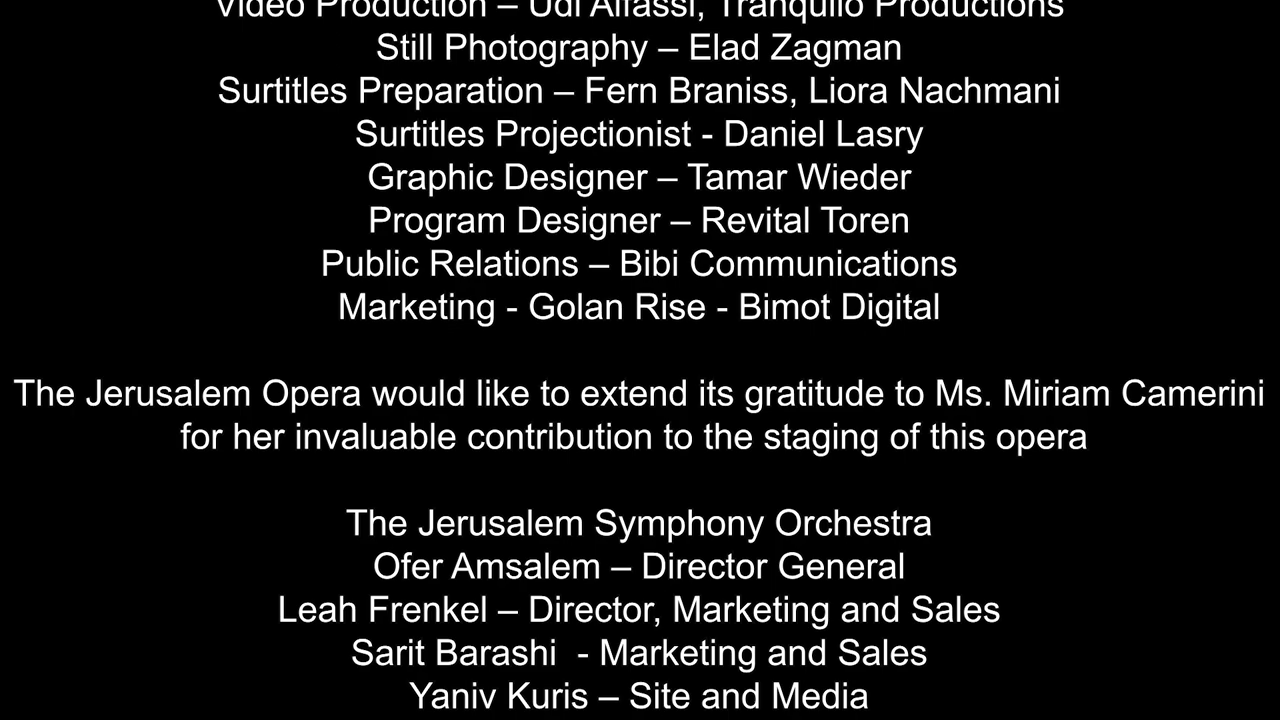 Video Production – Udi Alfassi, Tranquilo Productions
Still Photography – Elad Zagman
Surtitles Preparation – Fern Braniss, Liora Nachmani
Surtitles Projectionist - Daniel Lasry
Graphic Designer – Tamar Wieder
Program Designer – Revital Toren
Public Relations – Bibi Communications
Marketing - Golan Rise - Bimot Digital
The Jerusalem Opera would like to extend its gratitude to Ms. Miriam Camerini
for her invaluable contribution to the staging of this opera
The Jerusalem Symphony Orchestra
Ofer Amsalem – Director General
Leah Frenkel – Director, Marketing and Sales
Sarit Barashi  - Marketing and Sales
Yaniv Kuris – Site and Media